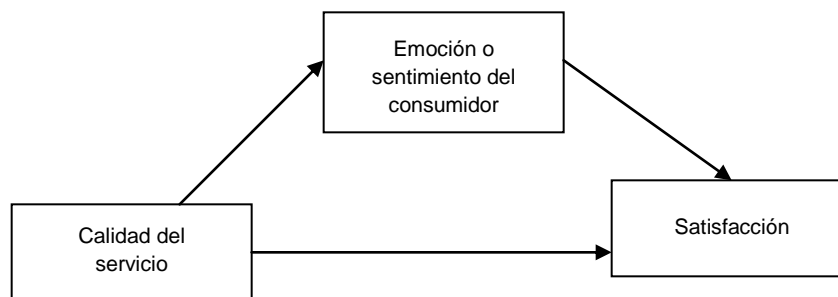 Emoción o
sentimiento del
consumidor
Calidad del
servicio
Satisfacción